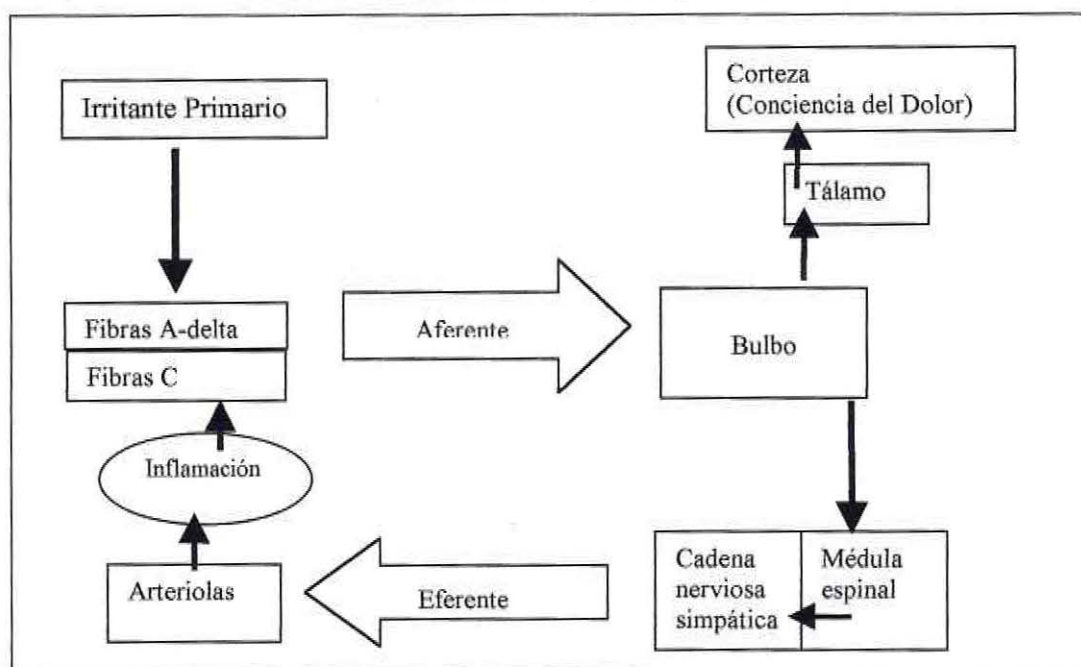 Irritante Primario
Corteza
(Conciencia del Dolor)
Tálamo
Fibras A-delta
Fibras C
Aferente
Bulbo
Inflamación
Arteríolas
Eferente
Cadena
nerviosa
simpática
Médula
espinal